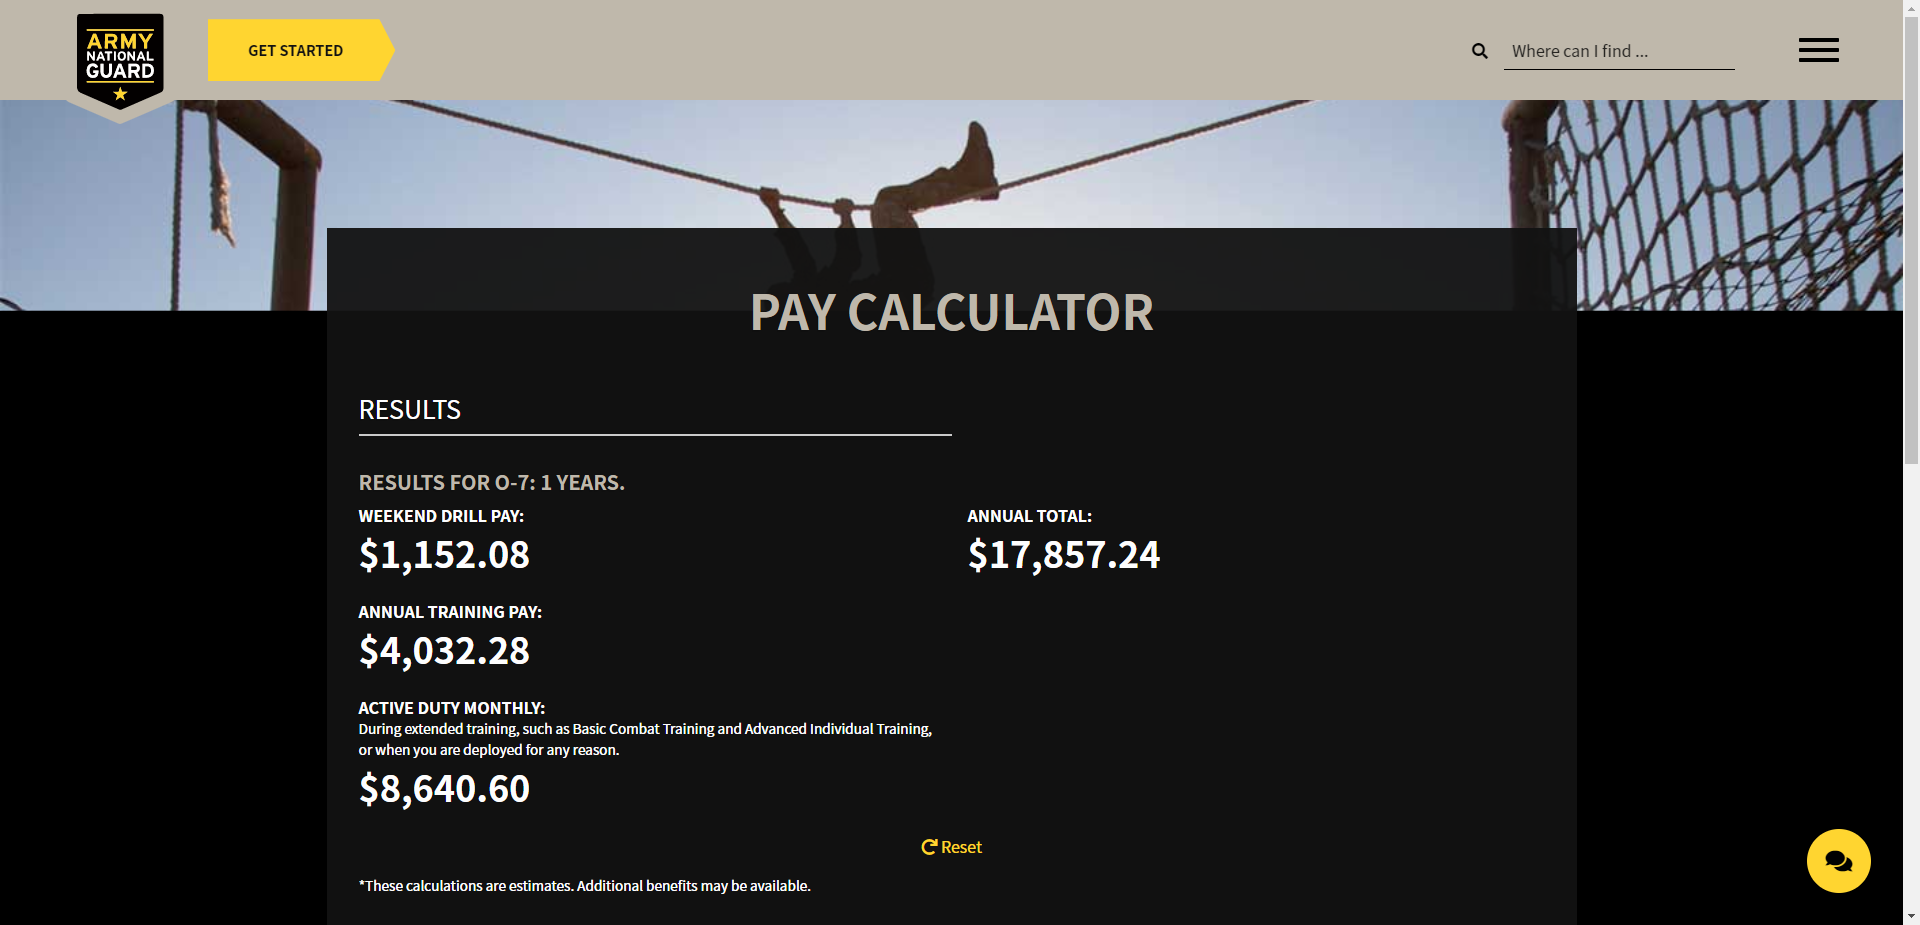 ARMY
NATIONAL
GUARD
GET STARTED
Where can I find ...
PAY CALCULATOR
RESULTS
RESULTS FOR O-7: 1 YEARS.
WEEKEND DRILL PAY:
$1,152.08
ANNUAL TRAINING PAY:
$4,032.28
ACTIVE DUTY MONTHLY:
During extended training, such as Basic Combat Training and Advanced Individual Training,
or when you are deployed for any reason.
$8,640.60
ANNUAL TOTAL:
$17,857.24
Reset
*These calculations are estimates. Additional benefits may be available.